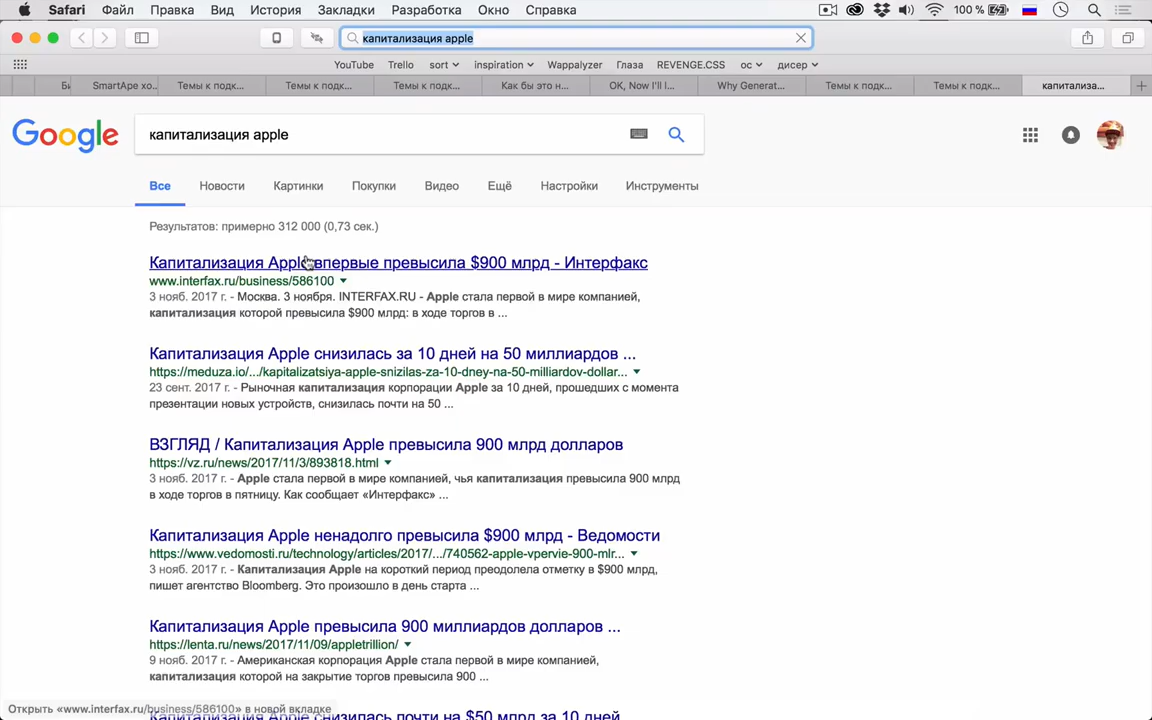 Safari Файл Правка Вид История Закладки Разработка Окно Справка 100 %
капитализация apple
YouTube Trello sort inspiration Wappalyzer Глаза REVENGE.CSS ос дисер
Би SmartApe хо... Темы к подк... Темы к подк... Темы к подк... Как бы это н... OK, Now I'll I... Why Generat... Темы к подк... Темы к подк... капитализа...
Google капитализация apple
Все Новости Картинки Покупки Видео Ещё Настройки Инструменты
Результатов: примерно 312 000 (0,73 сек.)
Капитализация Apple впервые превысила $900 млрд - Интерфакс
www.interfax.ru/business/586100
3 нояб. 2017 г. - Москва. 3 ноября. INTERFAX.RU - Apple стала первой в мире компанией,
капитализация которой превысила $900 млрд: в ходе торгов в ...
Капитализация Apple снизилась за 10 дней на 50 миллиардов ...
https://meduza.io/.../kapitalizatsiya-apple-snizilas-za-10-dney-na-50-milliardov-dollar...
23 сент. 2017 г. - Рыночная капитализация корпорации Apple за 10 дней, прошедших с момента
презентации новых устройств, снизилась почти на 50 ...
ВЗГЛЯД / Капитализация Apple превысила 900 млрд долларов
https://vz.ru/news/2017/11/3/893818.html
3 нояб. 2017 г. - Apple стала первой в мире компанией, чья капитализация превысила 900 млрд
в ходе торгов в пятницу. Как сообщает «Интерфакс» ...
Капитализация Apple ненадолго превысила $900 млрд - Ведомости
https://www.vedomosti.ru/technology/articles/2017/.../740562-apple-vpervie-900-mlr...
3 нояб. 2017 г. - Капитализация Apple на короткий период преодолела отметку в $900 млрд,
пишет агентство Bloomberg. Это произошло в день старта ...
Капитализация Apple превысила 900 миллиардов долларов ...
https://lenta.ru/news/2017/11/09/appletrillion/
9 нояб. 2017 г. - Американская корпорация Apple стала первой в мире компанией,
капитализация которой на закрытие торгов превысила 900 ...
Капитализация Apple снизилась почти на $50 млрд за 10 дней
Открыть «www.interfax.ru/business/586100» в новой вкладке